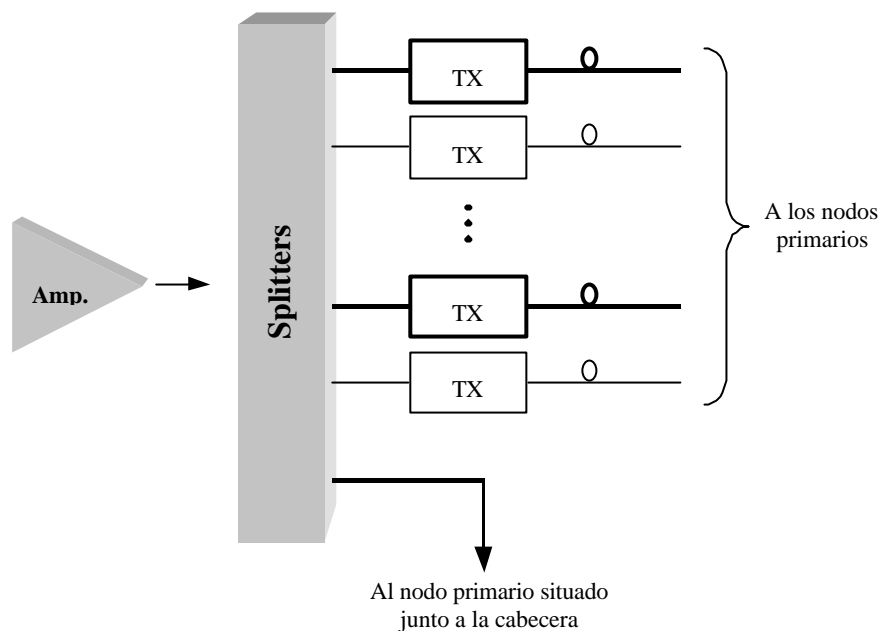 TX
TX
A los nodos
primarios
Amp.
Splitters
TX
TX
Al nodo primario situado
junto a la cabecera